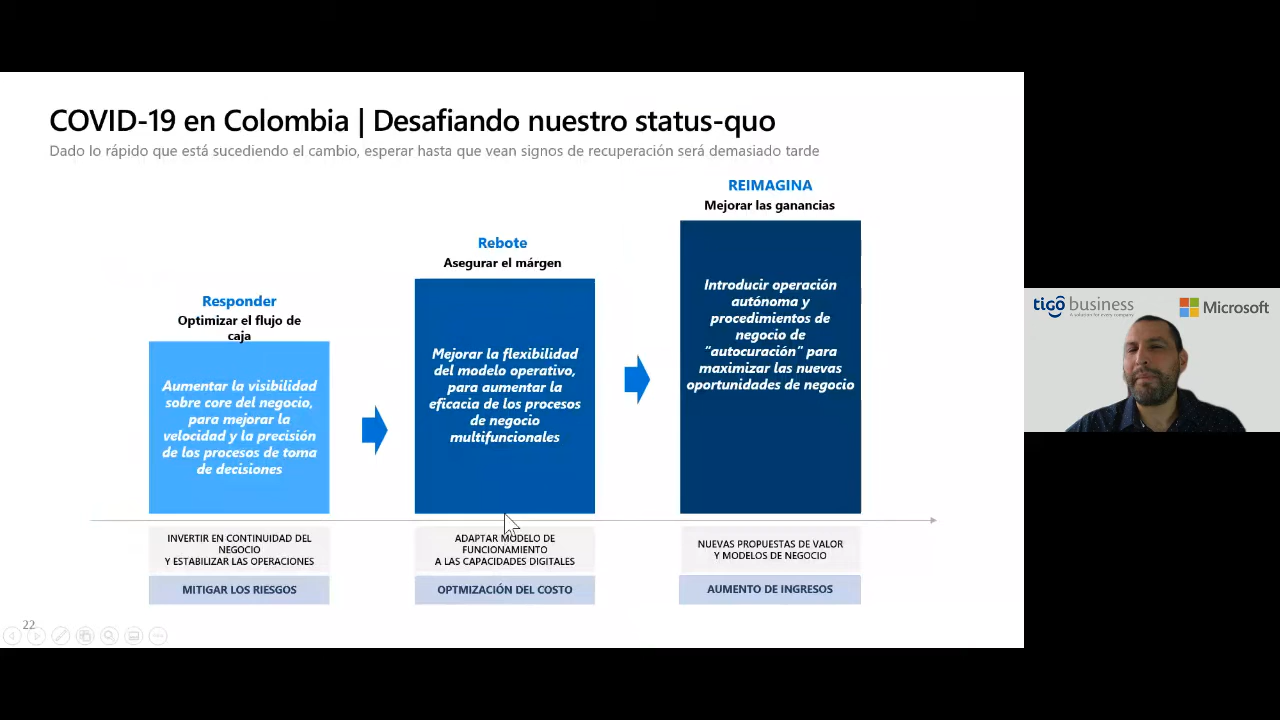 COVID-19 en Colombia | Desafiando nuestro status-quo
Dado lo rápido que está sucediendo el cambio, esperar hasta que vean signos de recuperación será demasiado tarde
Responder
Optimizar el flujo de
caja
Aumentar la visibilidad
sobre core del negocio,
para mejorar la
velocidad y la precisión
de los procesos de toma
de decisiones
INVERTIR EN CONTINUIDAD DEL
NEGOCIO
Y ESTABILIZAR LAS OPERACIONES
MITIGAR LOS RIESGOS
Rebote
Asegurar el márgen
Mejorar la flexibilidad
del modelo operativo,
para aumentar la
eficacia de los procesos
de negocio
multifuncionales
ADAPTAR MODELO DE
FUNCIONAMIENTO
A LAS CAPACIDADES DIGITALES
OPTMIZACIÓN DEL COSTO
REIMAGINA
Mejorar las ganancias
Introducir operación
autónoma y
procedimientos de
negocio de
“autocuración” para
maximizar las nuevas
oportunidades de negocio
NUEVAS PROPUESTAS DE VALOR
Y MODELOS DE NEGOCIO
AUMENTO DE INGRESOS
22
tigo business
A solution for every company
Microsoft